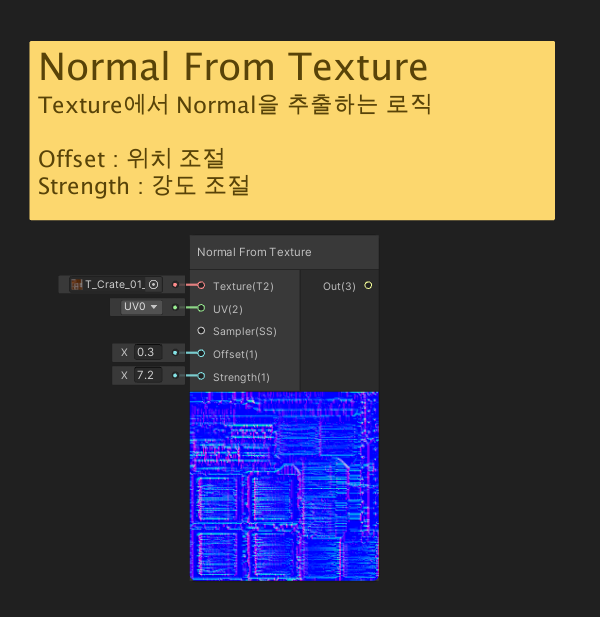 Normal From Texture
Texture에서 Normal을 추출하는 로직
Offset : 위치 조절
Strength : 강도 조절
Normal From Texture
T_Crate_01_
Texture(T2)
Out(3)
UV0
UV(2)
Sampler(SS)
X 0.3
Offset(1)
X 7.2
Strength(1)